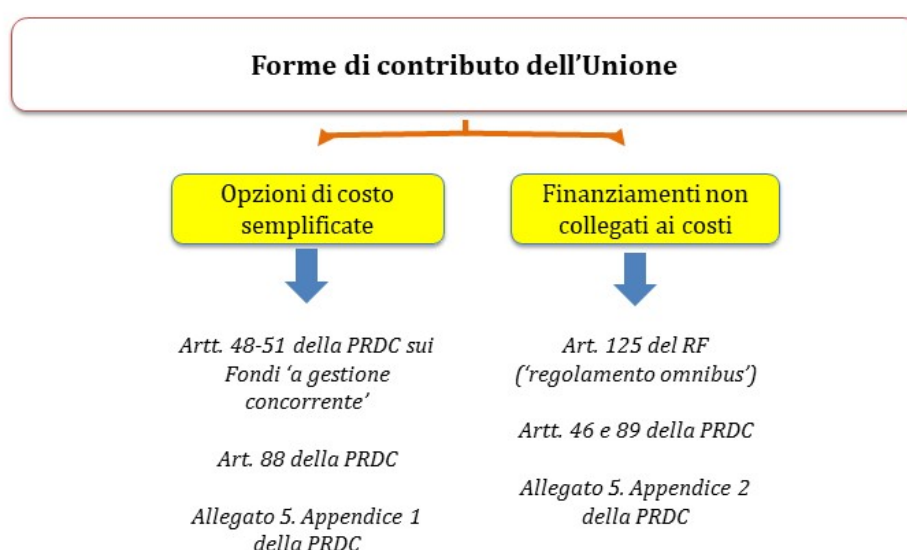 Forme di contributo dell’Unione
Opzioni di costo
semplificate
Artt. 48-51 della PRDC sui
Fondi ‘a gestione
concorrente’
Art. 88 della PRDC
Allegato 5. Appendice 1
della PRDC
Finanziamenti non
collegati ai costi
Art. 125 del RF
(‘regolamento omnibus’)
Artt. 46 e 89 della PRDC
Allegato 5. Appendice 2
della PRDC